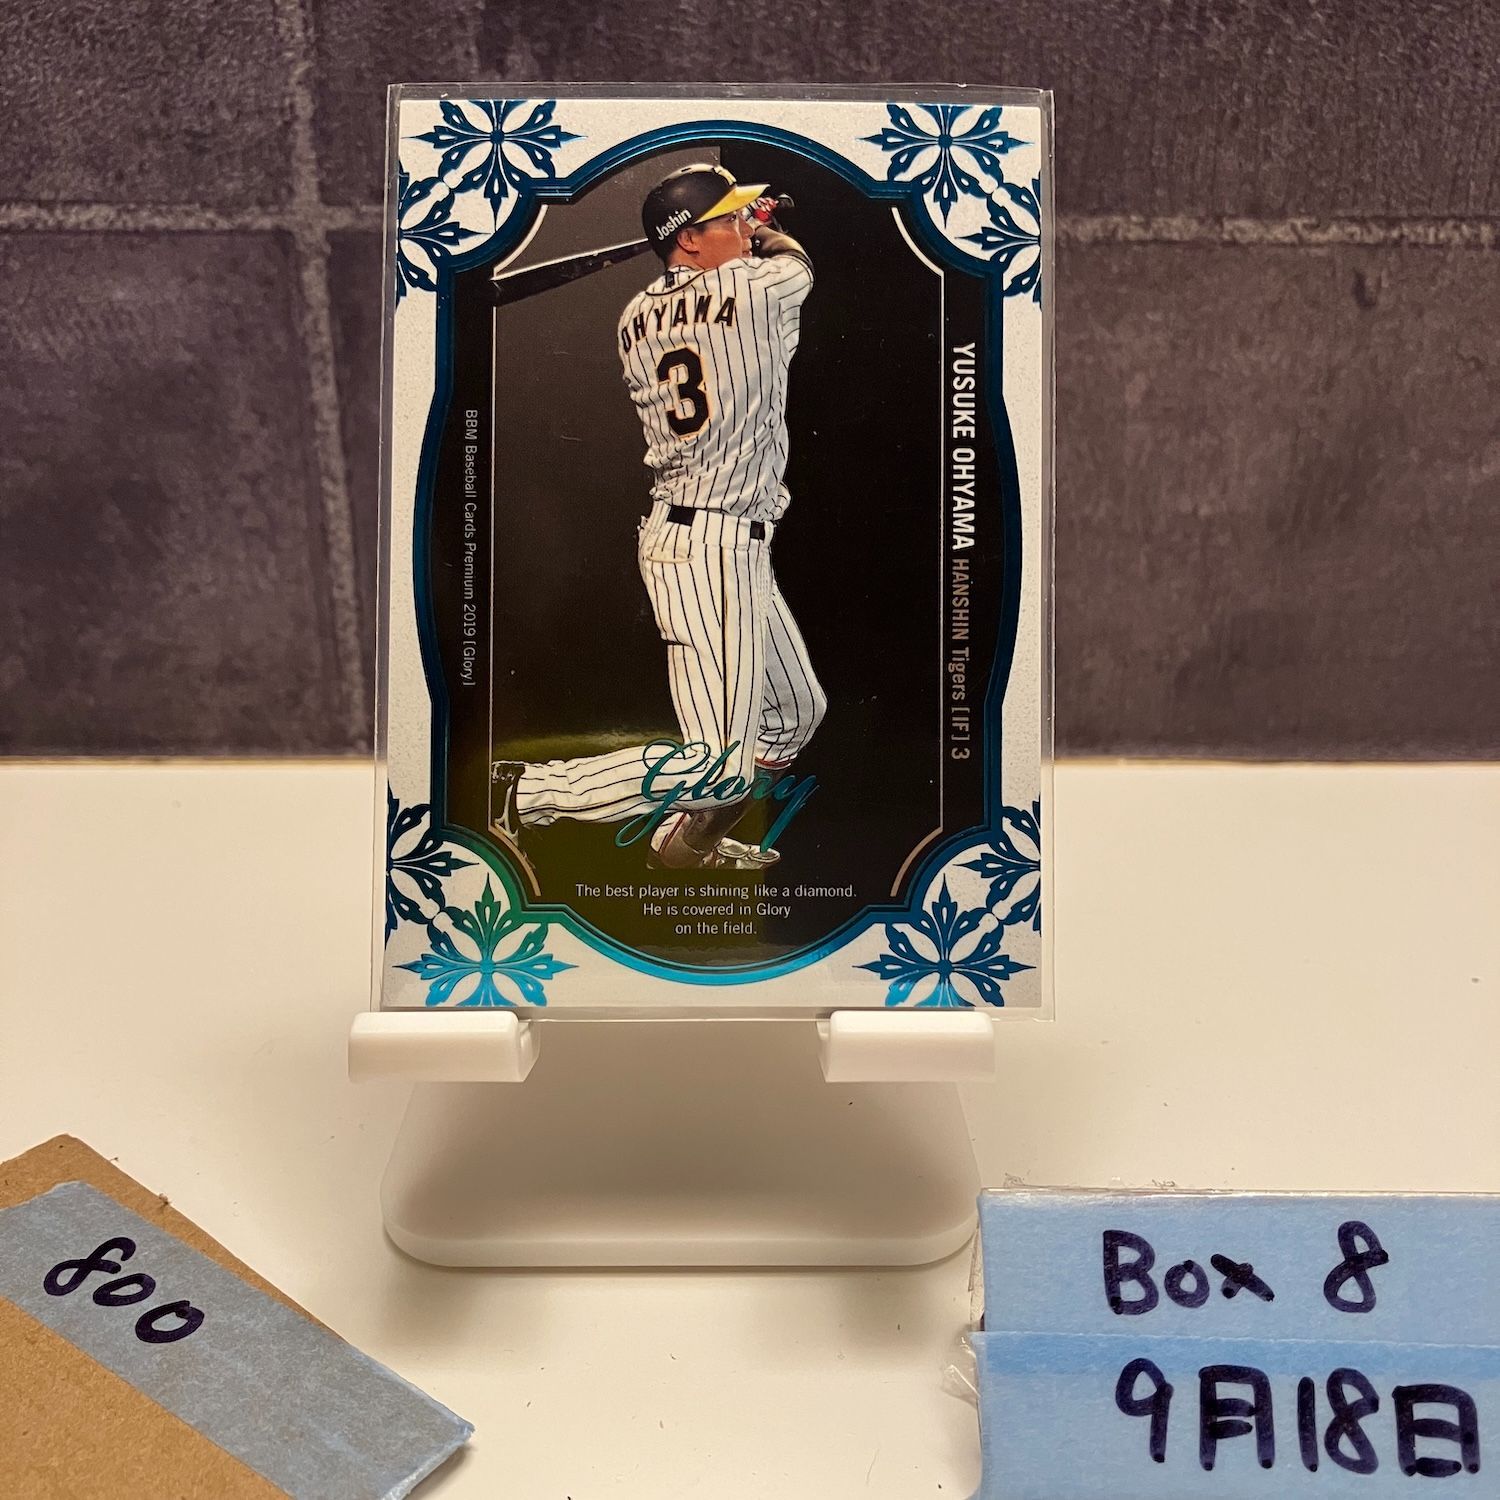 Joshin
OHYAMA
3
YUSUKE OHYAMA HANSHIN Tigers [IF] 3
BBM Baseball Cards Premium 2019 [Glory]
Glory
The best player is shining like a diamond.
He is covered in Glory
on the field.
800
Box 8
9月18日